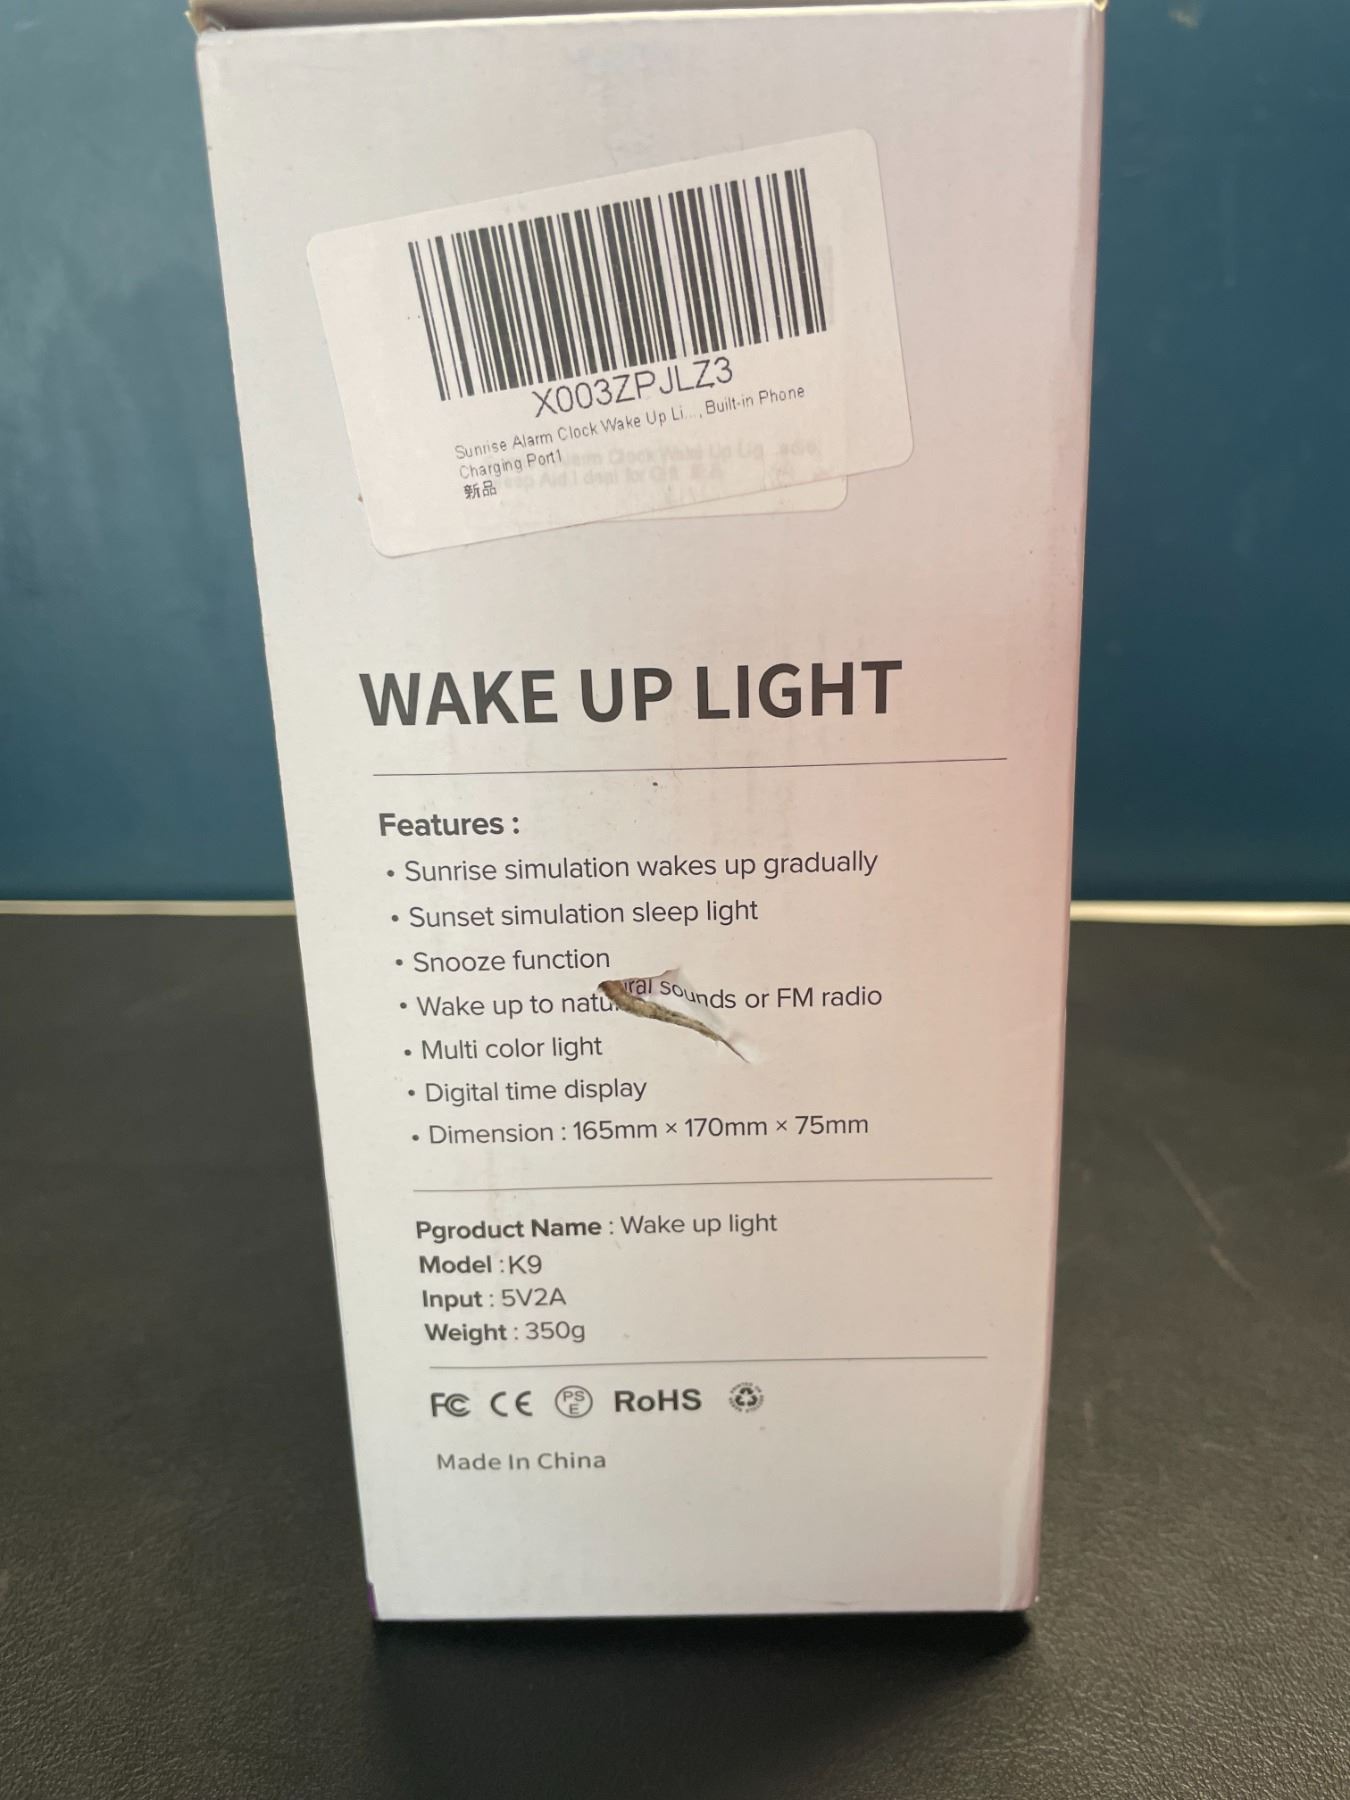 X003ZPJLZ3
Sunrise Alarm Clock Wake Up Li..., Built-in Phone
Charging Port1
新品
WAKE UP LIGHT
Features :
• Sunrise simulation wakes up gradually
• Sunset simulation sleep light
• Snooze function
• Wake up to natural sounds or FM radio
• Multi color light
• Digital time display
• Dimension : 165mm × 170mm × 75mm
Pgroduct Name : Wake up light
Model : K9
Input : 5V2A
Weight : 350g
FC CE PSE RoHS
Made In China